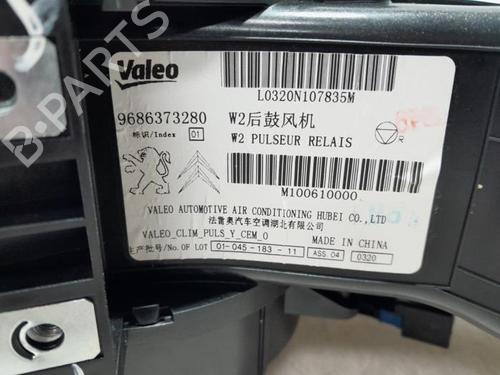 B-PARTS
Valeo
L0320N107835M
9686373280
W2后鼓风机
标识/Index 01
W2 PULSEUR RELAIS
R
M100610000
VALEO AUTOMOTIVE AIR CONDITIONING HUBEI CO.,LTD
法雷奥汽车空调湖北有限公司
VALEO_CLIM_PULS_Y_CEM_0
MADE IN CHINA
生产批号/No.OF LOT 01-045-183-11 ASS.04 0320